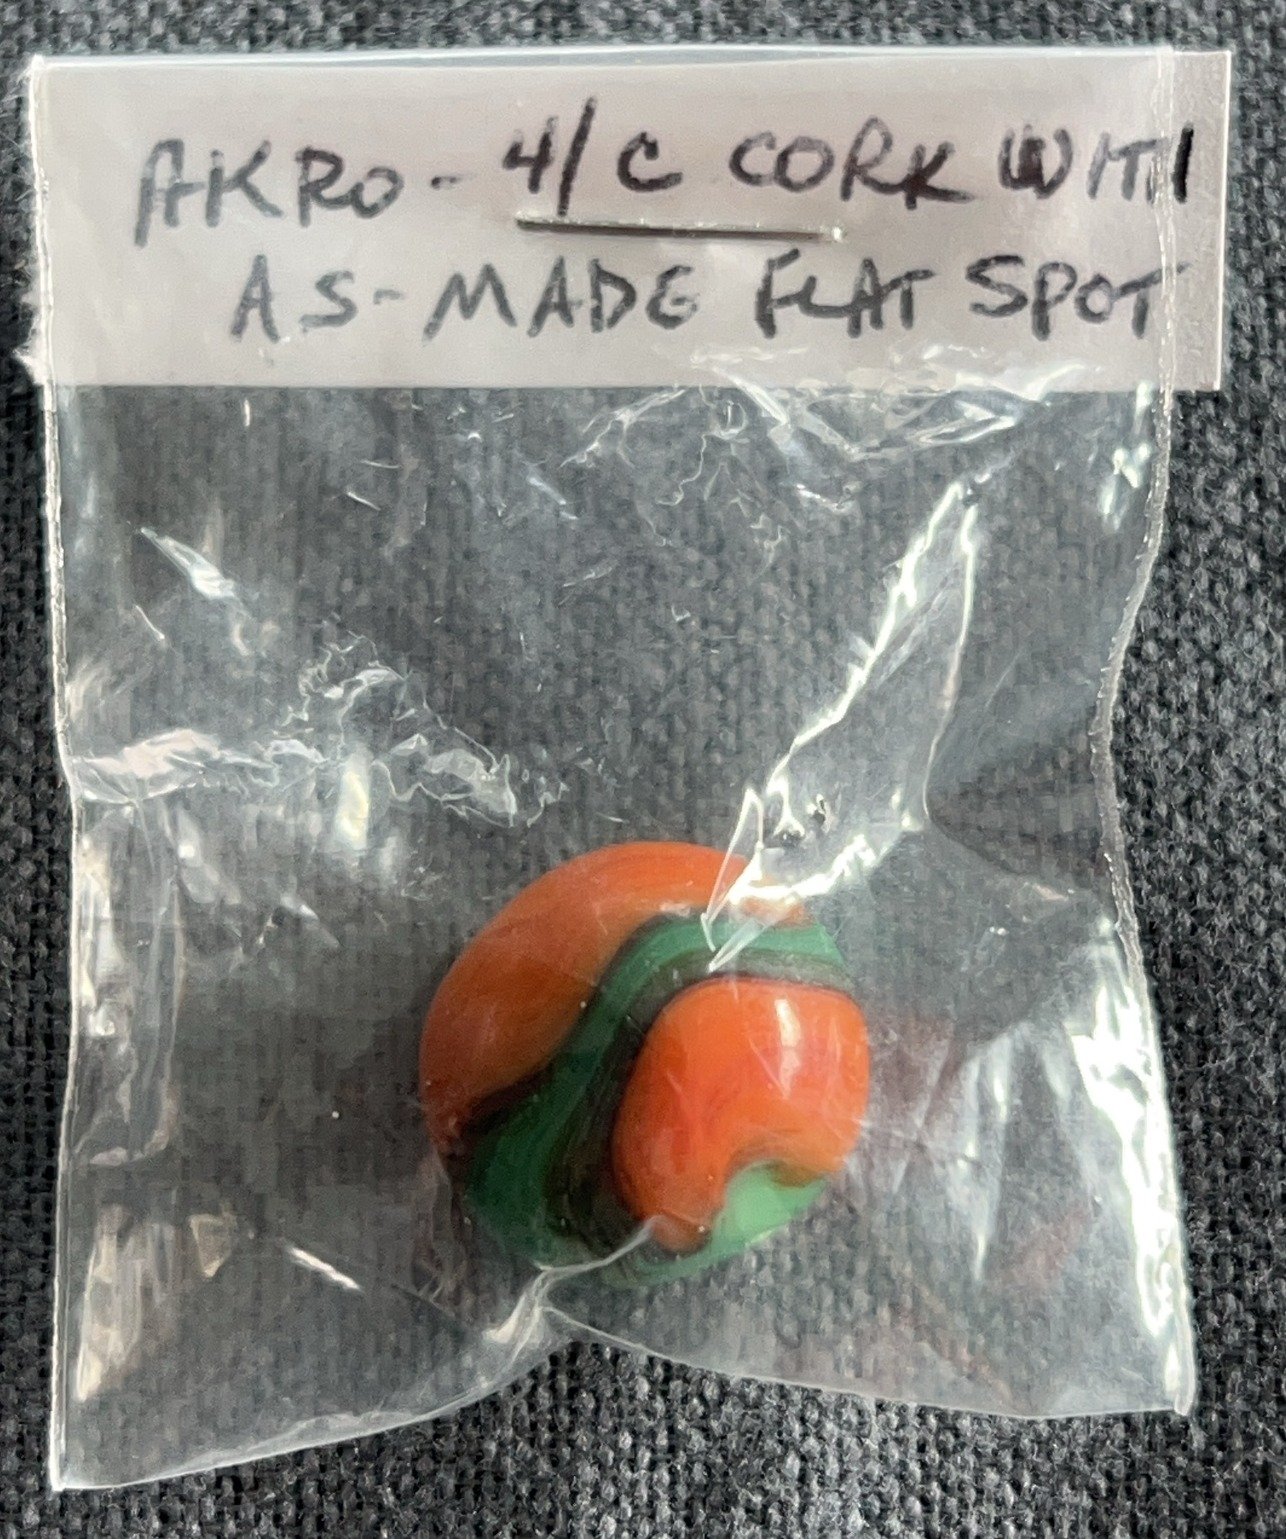 AKRO - 4/C CORK WITH
AS-MADE FLAT SPOT